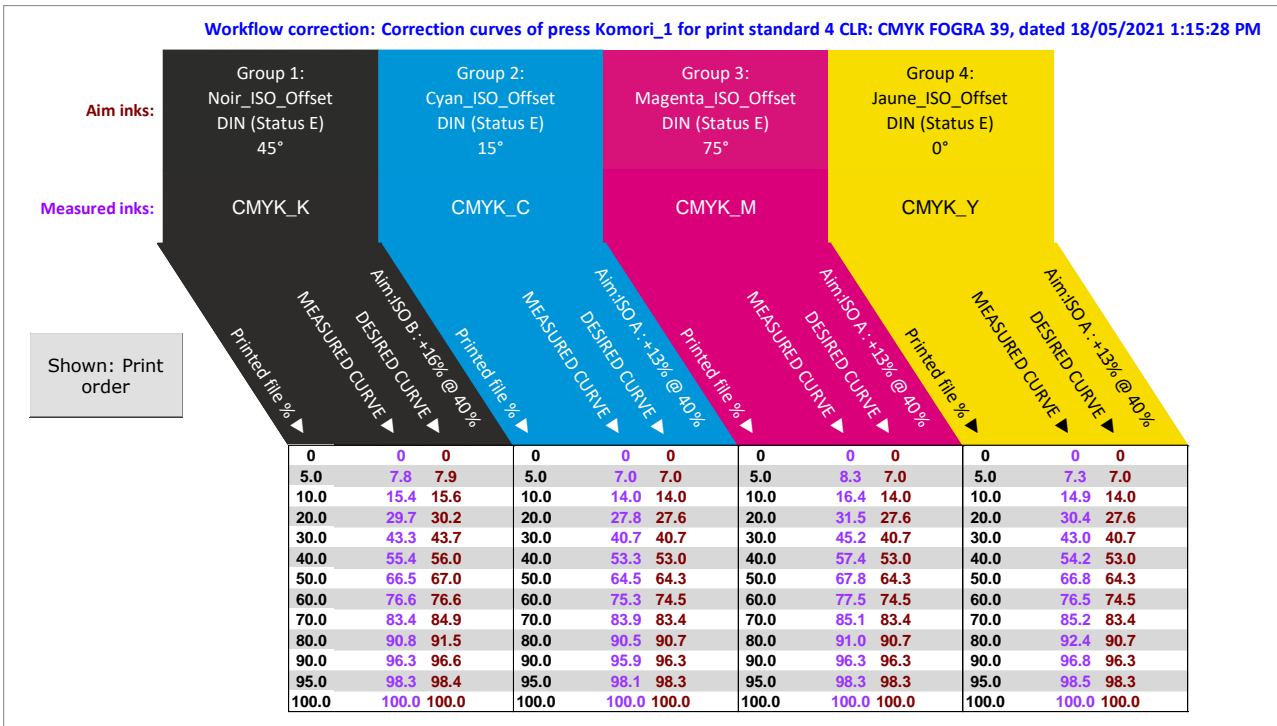 Workflow correction: Correction curves of press Komori_1 for print standard 4 CLR: CMYK FOGRA 39, dated 18/05/2021 1:15:28 PM
Aim inks:
Group 1:
Noir_ISO_Offset
DIN (Status E)
45°
Group 2:
Cyan_ISO_Offset
DIN (Status E)
15°
Group 3:
Magenta_ISO_Offset
DIN (Status E)
75°
Group 4:
Jaune_ISO_Offset
DIN (Status E)
0°
Measured inks:
CMYK_K
CMYK_C
CMYK_M
CMYK_Y
Shown: Print
order
Printed file %
MEASURED CURVE
DESIRED CURVE
Aim:ISO B : +16% @ 40%
Printed file %
MEASURED CURVE
DESIRED CURVE
Aim:ISO A : +13% @ 40%
Printed file %
MEASURED CURVE
DESIRED CURVE
Aim:ISO A : +13% @ 40%
Printed file %
MEASURED CURVE
DESIRED CURVE
Aim:ISO A : +13% @ 40%
0 0 0 0 0 0 0 0 0 0 0 0
5.0 7.8 7.9 5.0 7.0 7.0 5.0 8.3 7.0 5.0 7.3 7.0
10.0 15.4 15.6 10.0 14.0 14.0 10.0 16.4 14.0 10.0 14.9 14.0
20.0 29.7 30.2 20.0 27.8 27.6 20.0 31.5 27.6 20.0 30.4 27.6
30.0 43.3 43.7 30.0 40.7 40.7 30.0 45.2 40.7 30.0 43.0 40.7
40.0 55.4 56.0 40.0 53.3 53.0 40.0 57.4 53.0 40.0 54.2 53.0
50.0 66.5 67.0 50.0 64.5 64.3 50.0 67.8 64.3 50.0 66.8 64.3
60.0 76.6 76.6 60.0 75.3 74.5 60.0 77.5 74.5 60.0 76.5 74.5
70.0 83.4 84.9 70.0 83.9 83.4 70.0 85.1 83.4 70.0 85.2 83.4
80.0 90.8 91.5 80.0 90.5 90.7 80.0 91.0 90.7 80.0 92.4 90.7
90.0 96.3 96.6 90.0 95.9 96.3 90.0 96.3 96.3 90.0 96.8 96.3
95.0 98.3 98.4 95.0 98.1 98.3 95.0 98.3 98.3 95.0 98.5 98.3
100.0 100.0 100.0 100.0 100.0 100.0 100.0 100.0 100.0 100.0 100.0 100.0